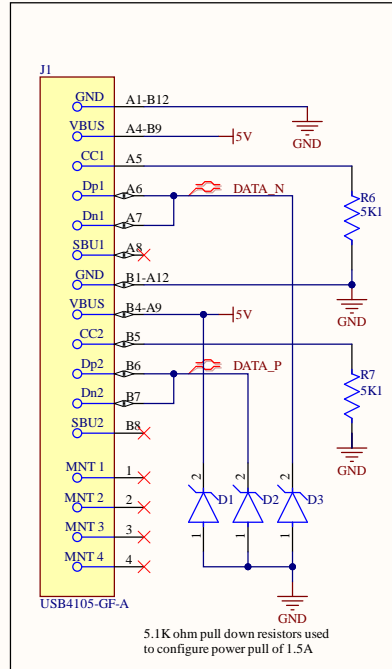 J1
GND A1-B12
GND
VBUS A4-B9 5V
CC1 A5
Dp1 A6 DATA_N
R6
5K1
Dn1 A7
SBU1 A8
GND B1-A12
VBUS B4-A9 5V
GND
CC2 B5
Dp2 B6 DATA_P
R7
5K1
Dn2 B7
SBU2 B8
GND
MNT 1 1
MNT 2 2
2 2 2
D1 D2 D3
MNT 3 3
1 1 1
MNT 4 4
USB4105-GF-A
GND
5.1K ohm pull down resistors used
to configure power pull of 1.5A